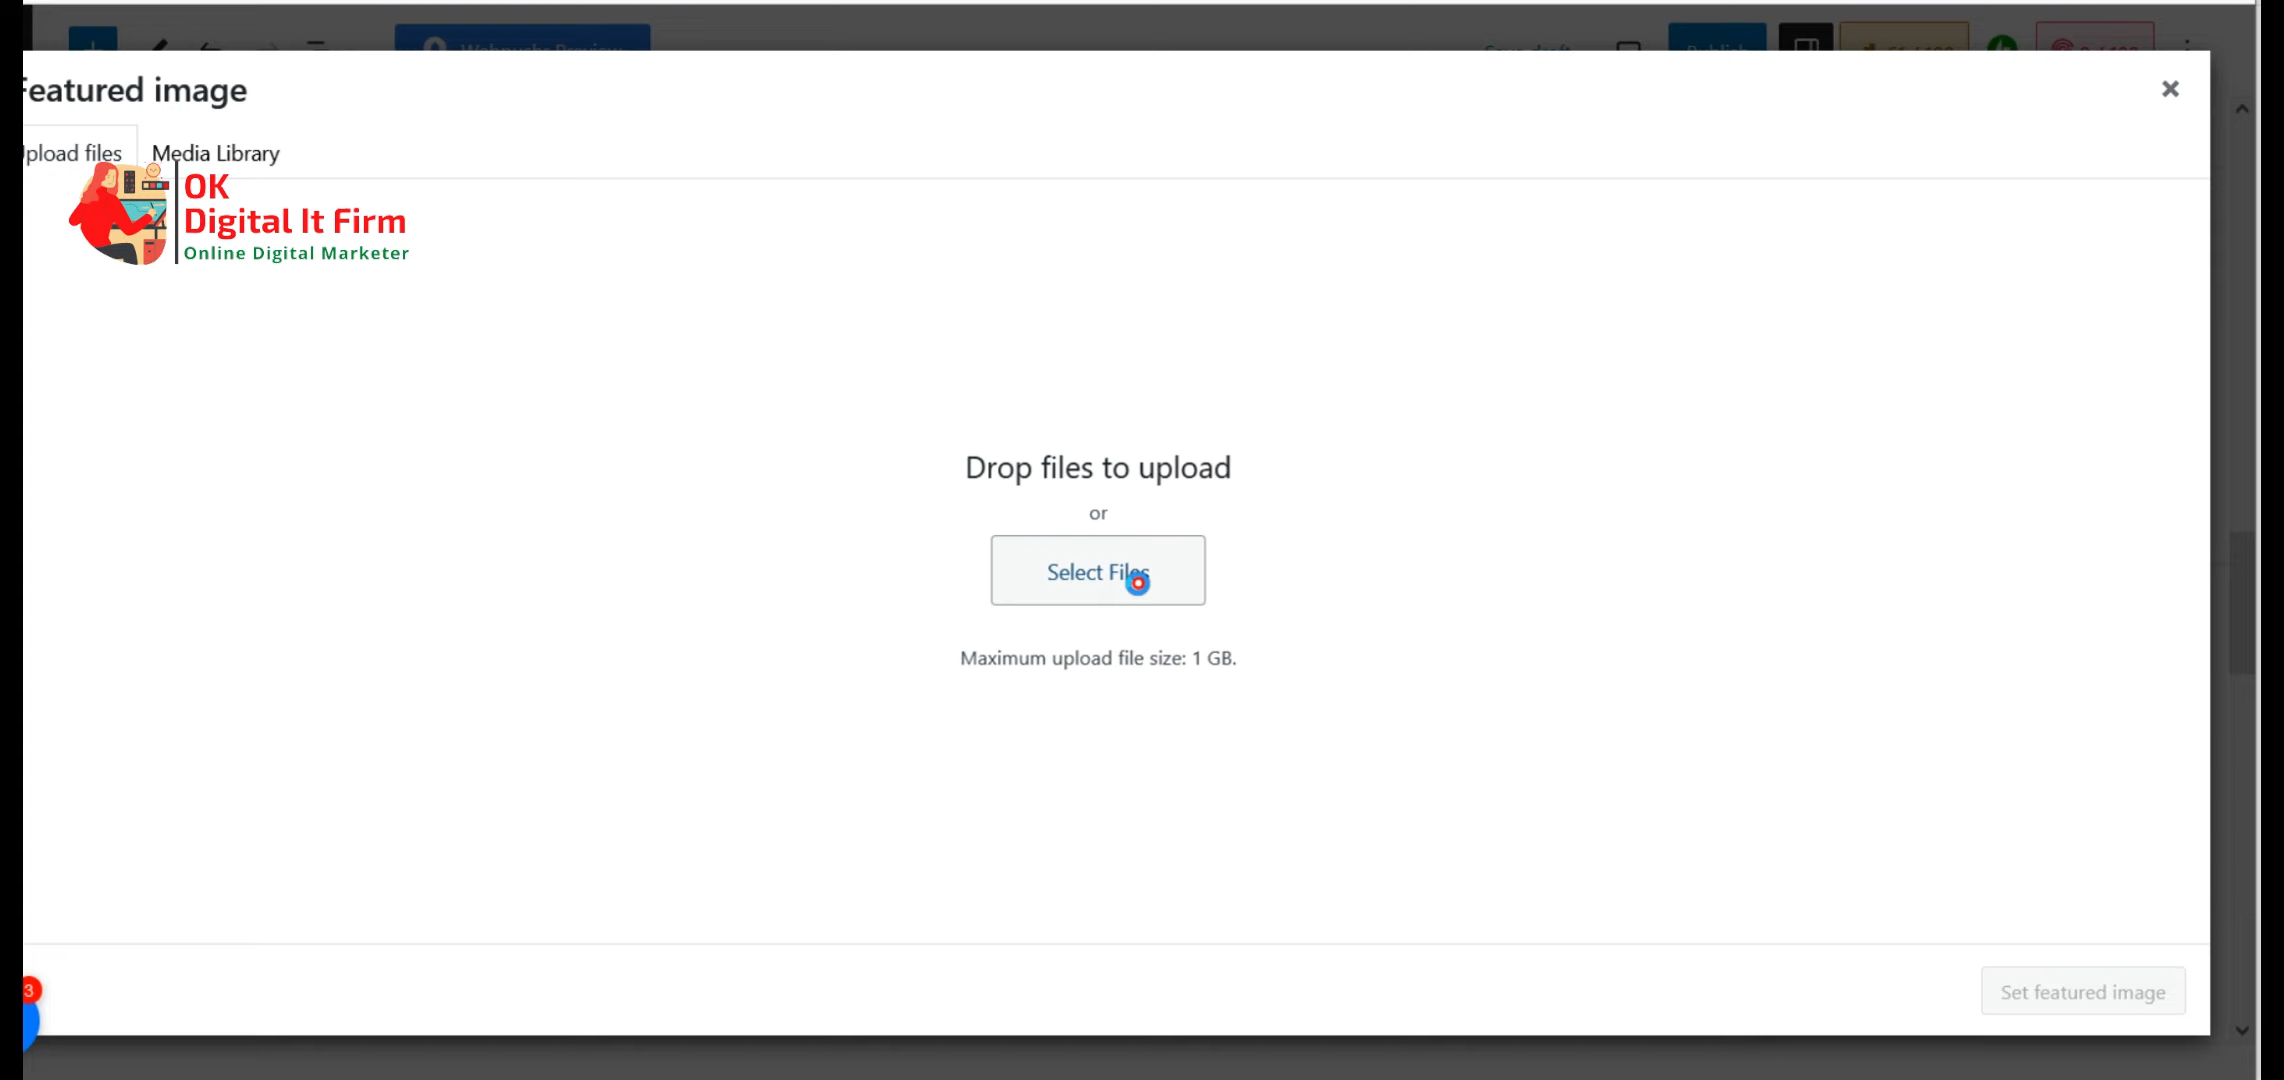 Featured image
Upload files
Media Library
OK
Digital It Firm
Online Digital Marketer
Drop files to upload
or
Select Files
Maximum upload file size: 1 GB.
3
Set featured image